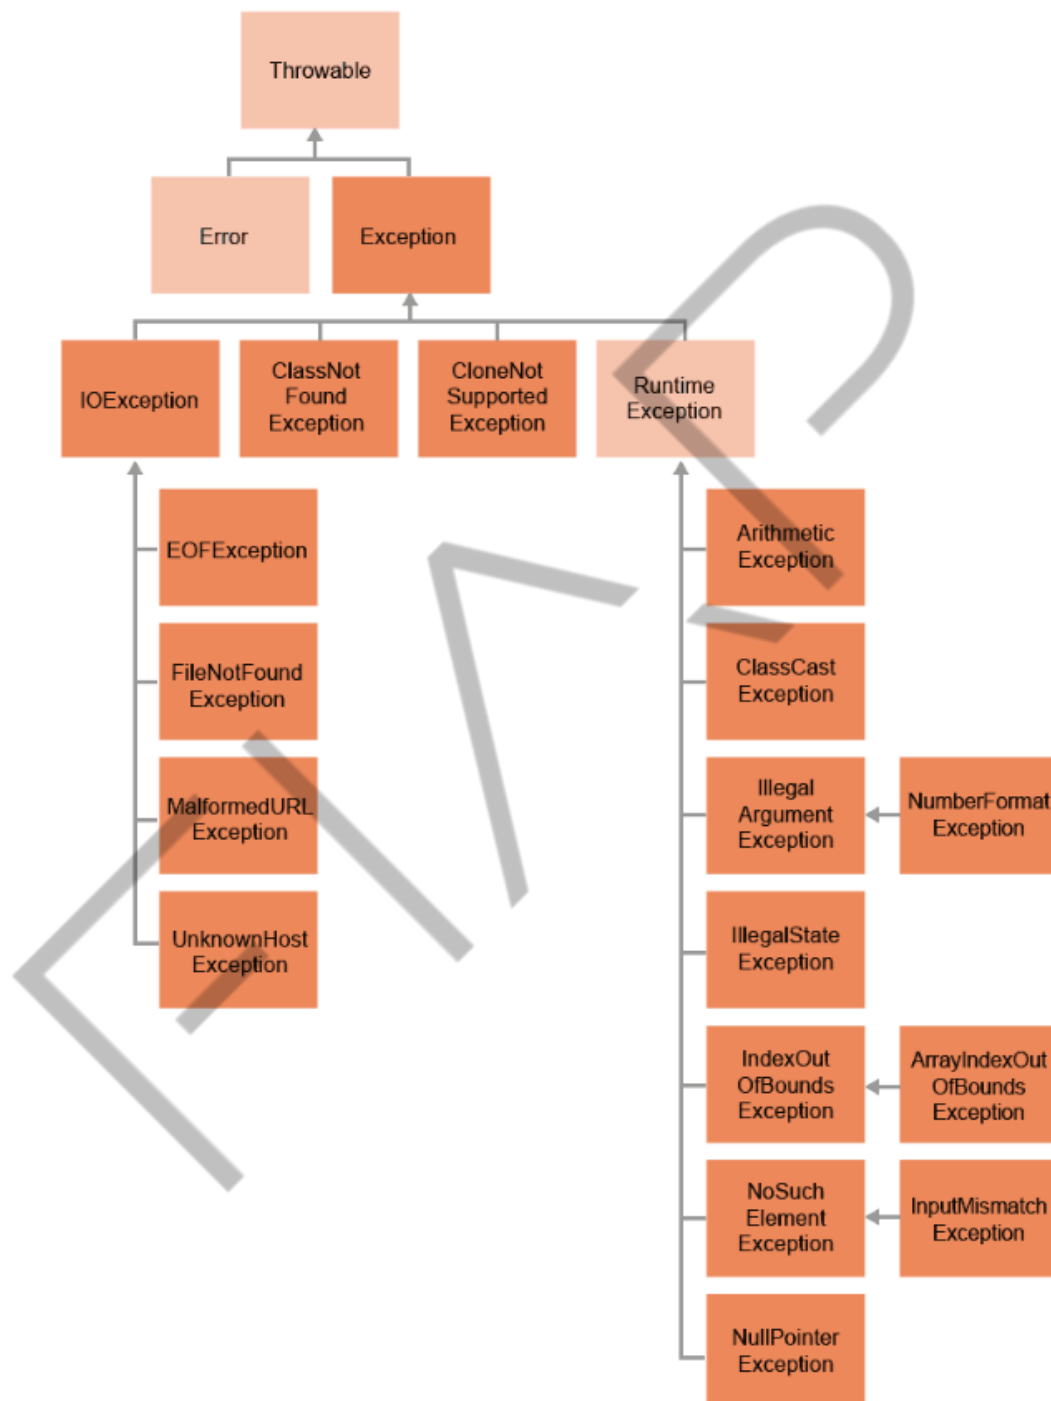 Throwable
Error
Exception
IOException
ClassNot
Found
Exception
CloneNot
Supported
Exception
Runtime
Exception
EOFException
FileNotFound
Exception
MalformedURL
Exception
UnknownHost
Exception
Arithmetic
Exception
ClassCast
Exception
Illegal
Argument
Exception
NumberFormat
Exception
IllegalState
Exception
IndexOut
OfBounds
Exception
ArrayIndexOut
OfBounds
Exception
NoSuch
Element
Exception
InputMismatch
Exception
NullPointer
Exception